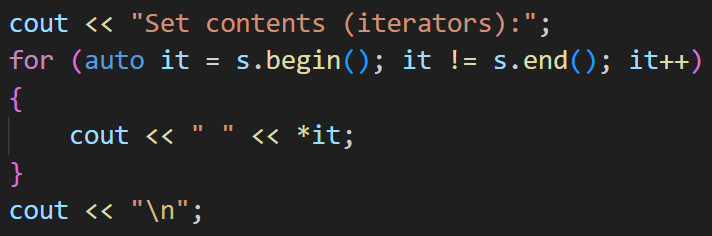 cout << "Set contents (iterators):";
for (auto it = s.begin(); it != s.end(); it++)
{
    cout << " " << *it;
}
cout << "\n";